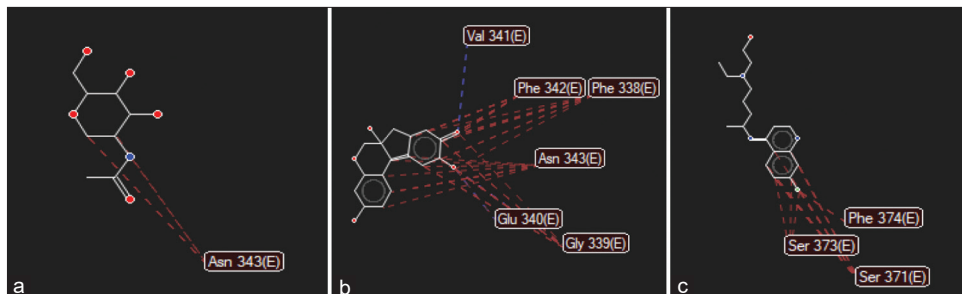 Asn 343(E)
a
Val 341(E)
Phe 342(E) Phe 338(E)
Asn 343(E)
Glu 340(E)
Gly 339(E)
b
Phe 374(E)
Ser 373(E)
Ser 371(E)
c